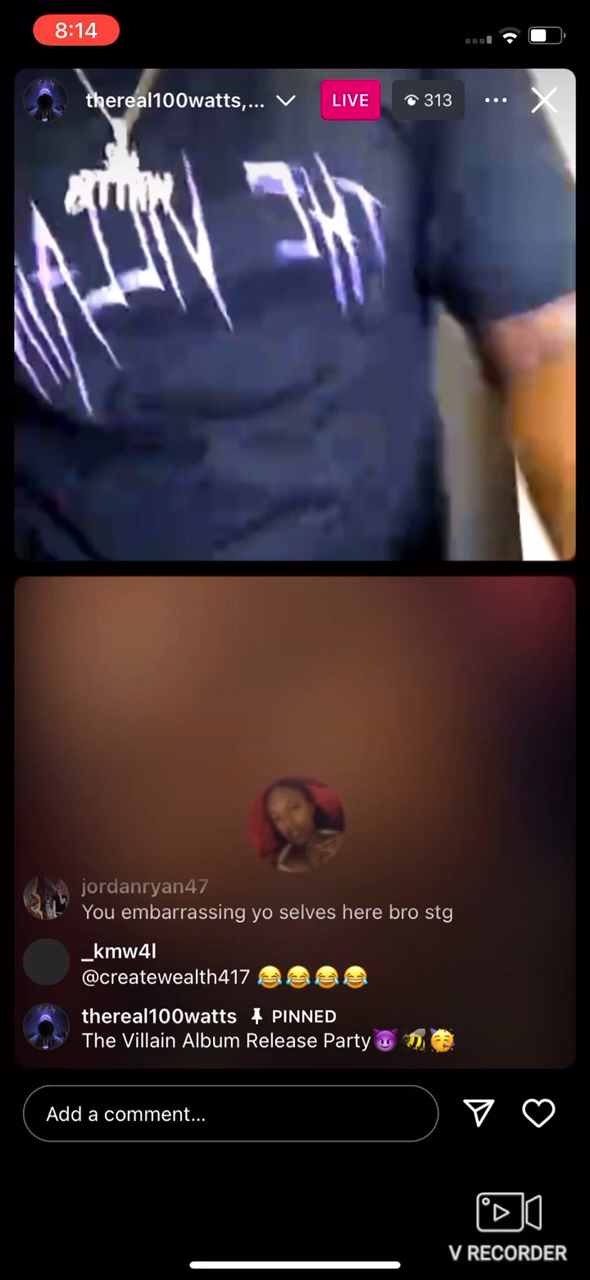 8:14
thereal100watts,...
LIVE
313
jordanryan47
You embarrassing yo selves here bro stg
_kmw4l
@createwealth417 😂😂😂😂
thereal100watts PINNED
The Villain Album Release Party😈🐝🥳
Add a comment...
V RECORDER